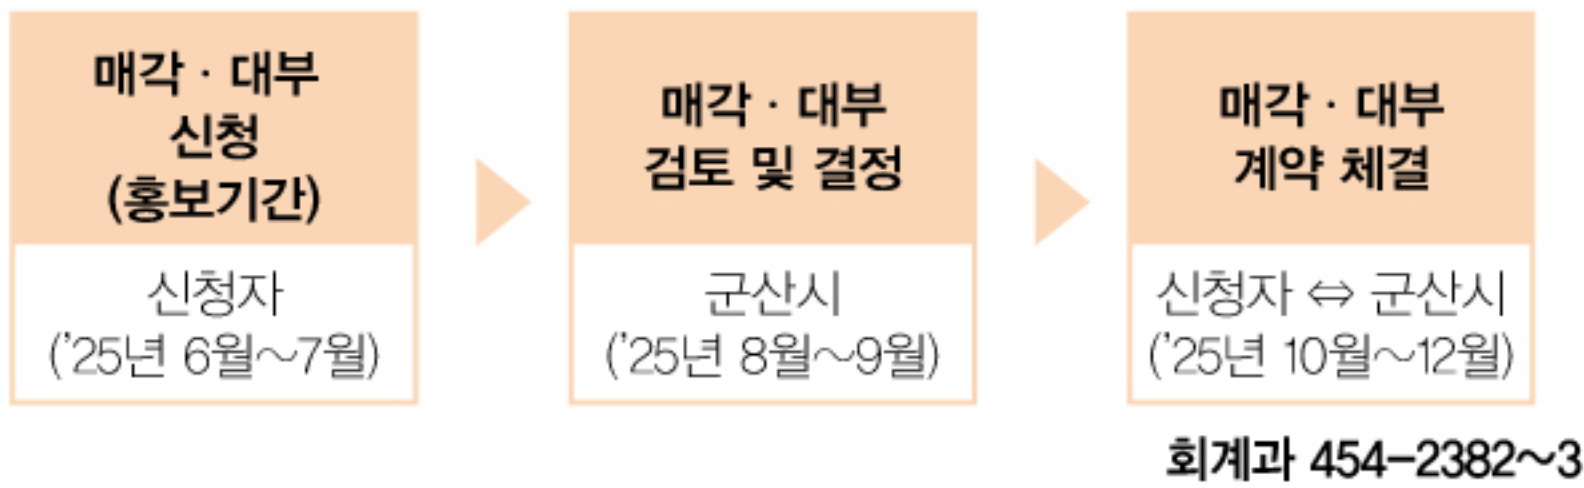 매각 · 대부
신청
(홍보기간)
신청자
(’25년 6월～7월)
매각 · 대부
검토 및 결정
군산시
(’25년 8월～9월)
매각 · 대부
계약 체결
신청자 ⇔ 군산시
(’25년 10월～12월)
회계과 454-2382～3